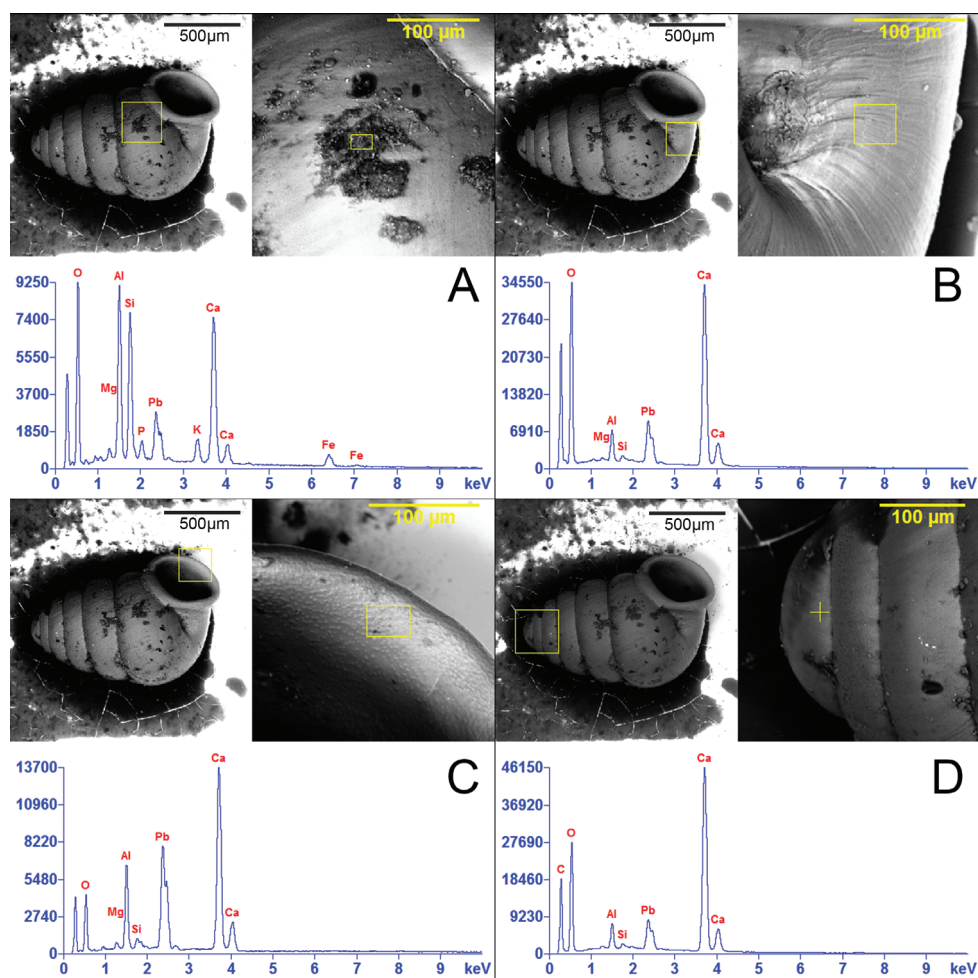 500µm
100 µm
500µm
100 µm
A
O
Al
Si
Ca
Mg
Pb
P
K
Ca
Fe
Fe
9250
7400
5550
3700
1850
0
0 1 2 3 4 5 6 7 8 9 keV
B
O
Ca
Al
Mg
Si
Pb
Ca
34550
27640
20730
13820
6910
0
0 1 2 3 4 5 6 7 8 9 keV
500µm
100 µm
500µm
100 µm
C
Ca
Pb
Al
O
Mg
Si
Ca
13700
10960
8220
5480
2740
0
0 1 2 3 4 5 6 7 8 9 keV
D
Ca
O
C
Al
Si
Pb
Ca
46150
36920
27690
18460
9230
0
0 1 2 3 4 5 6 7 8 9 keV